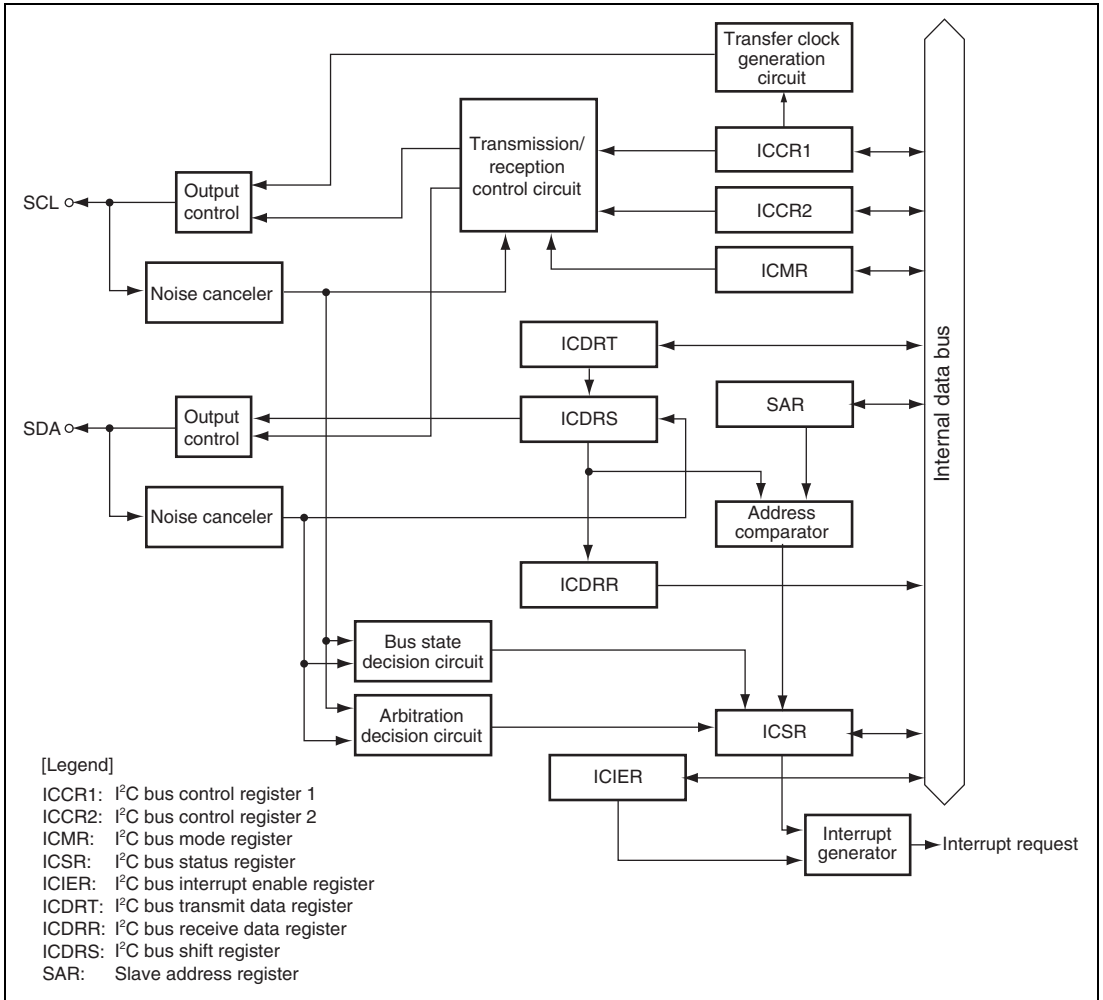 Transfer clock
generation
circuit
Transmission/
reception
control circuit
ICCR1
ICCR2
ICMR
SCL
Output
control
Noise canceler
ICDRT
ICDRS
SAR
SDA
Output
control
Noise canceler
Address
comparator
ICDRR
Internal data bus
Bus state
decision circuit
Arbitration
decision circuit
ICSR
ICIER
Interrupt
generator
Interrupt request
[Legend]
ICCR1: I²C bus control register 1
ICCR2: I²C bus control register 2
ICMR: I²C bus mode register
ICSR: I²C bus status register
ICIER: I²C bus interrupt enable register
ICDRT: I²C bus transmit data register
ICDRR: I²C bus receive data register
ICDRS: I²C bus shift register
SAR: Slave address register